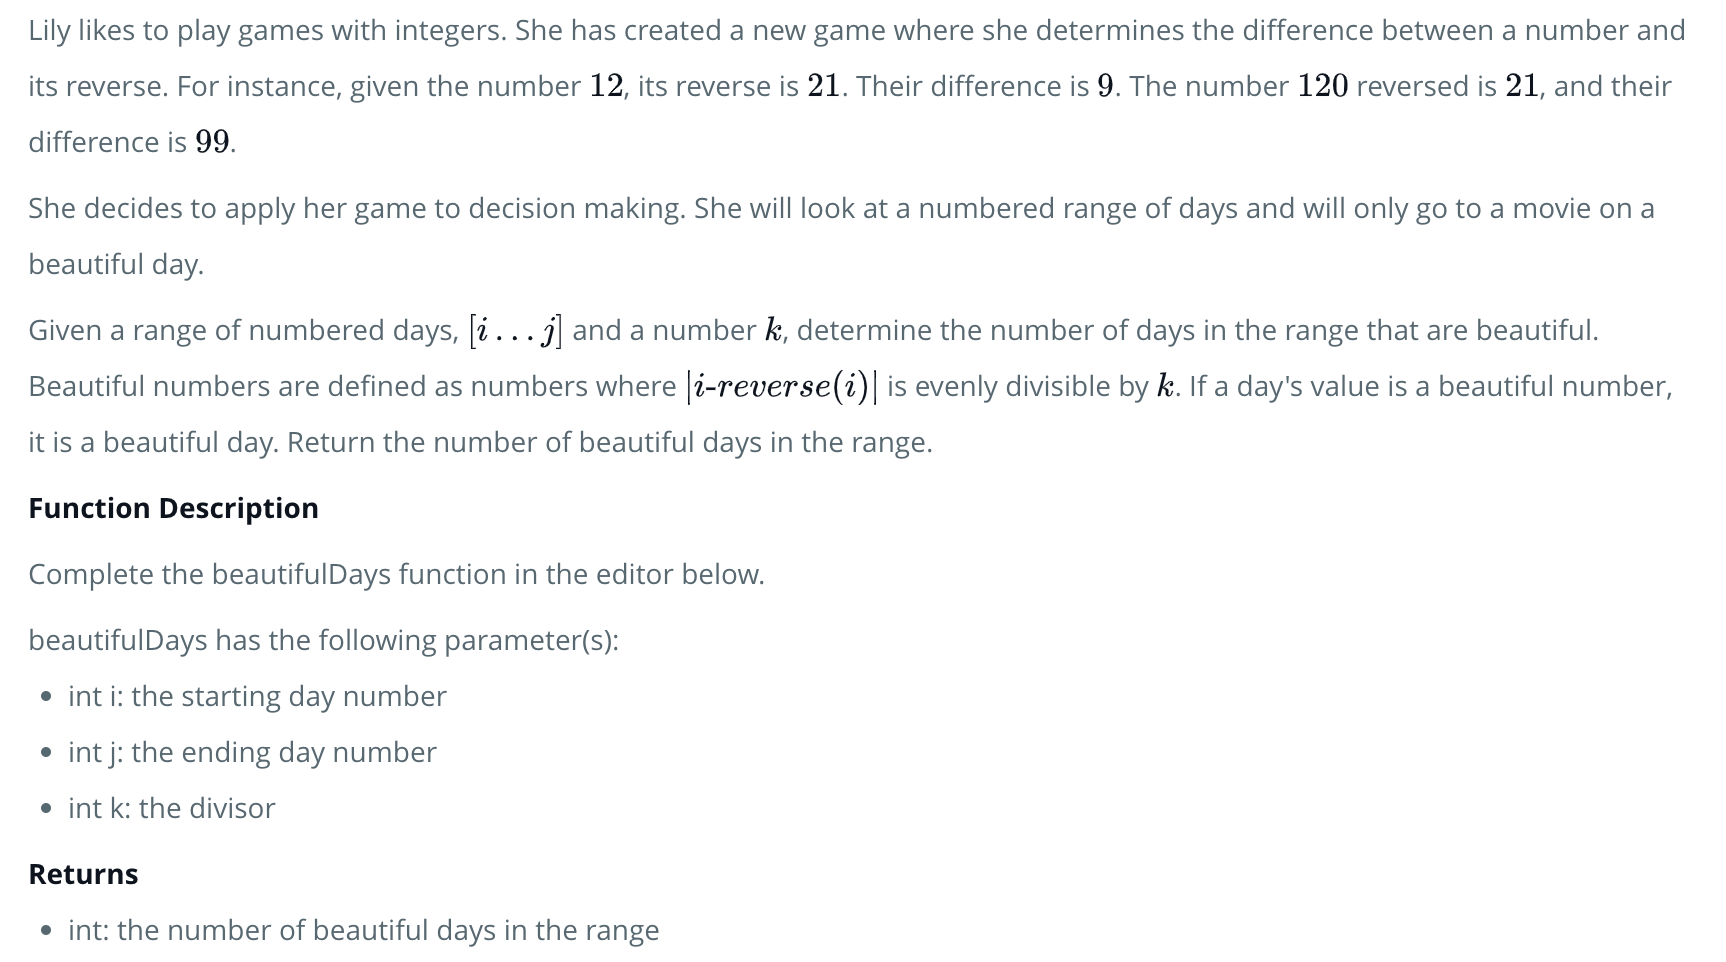 Lily likes to play games with integers. She has created a new game where she determines the difference between a number and
its reverse. For instance, given the number 12, its reverse is 21. Their difference is 9. The number 120 reversed is 21, and their
difference is 99.
She decides to apply her game to decision making. She will look at a numbered range of days and will only go to a movie on a
beautiful day.
Given a range of numbered days, [i . . . j] and a number k, determine the number of days in the range that are beautiful.
Beautiful numbers are defined as numbers where |i-reverse(i)| is evenly divisible by k. If a day's value is a beautiful number,
it is a beautiful day. Return the number of beautiful days in the range.
Function Description
Complete the beautifulDays function in the editor below.
beautifulDays has the following parameter(s):
• int i: the starting day number
• int j: the ending day number
• int k: the divisor
Returns
• int: the number of beautiful days in the range